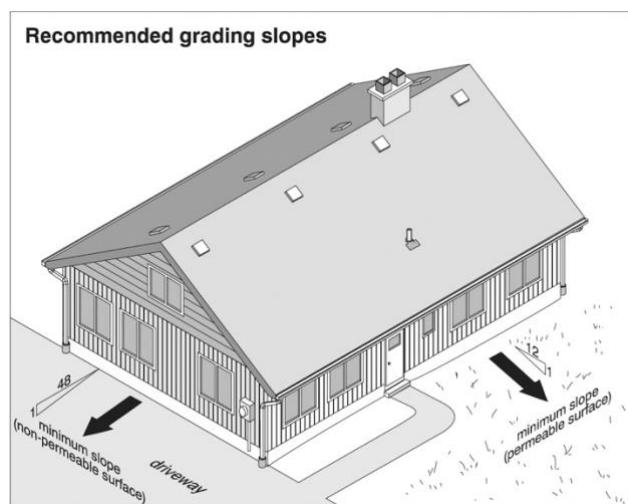 Recommended grading slopes
12
1
minimum slope
(permeable surface)
48
1
minimum slope
(non-permeable surface)
driveway